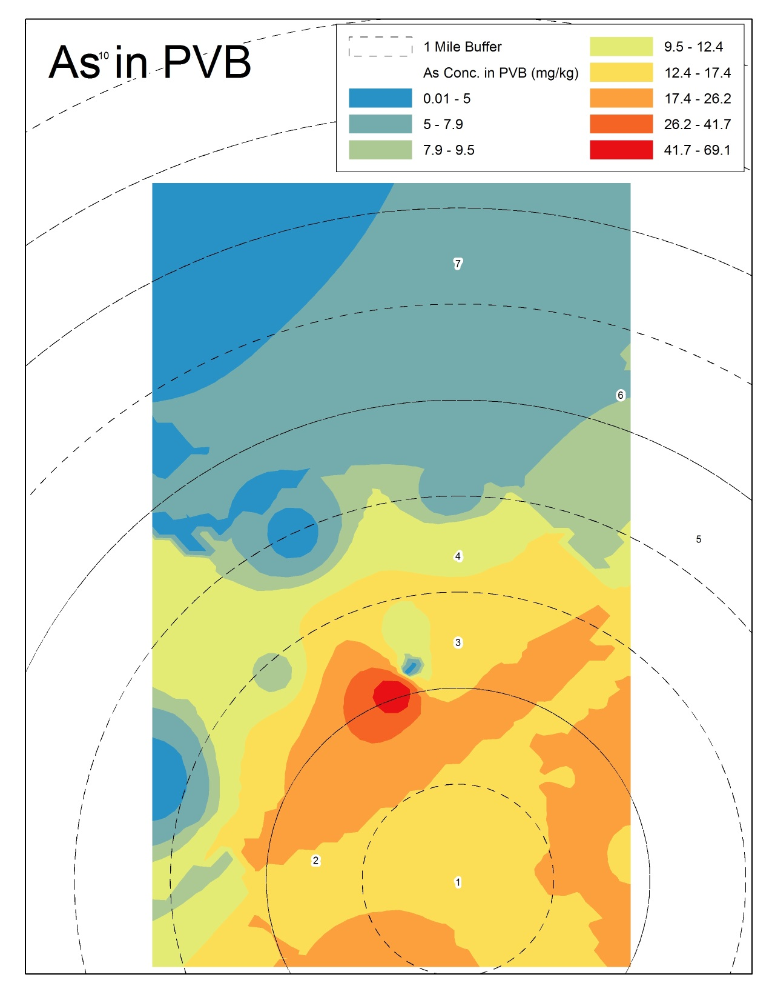 As in PVB
10
1 Mile Buffer
As Conc. in PVB (mg/kg)
0.01 - 5
5 - 7.9
7.9 - 9.5
9.5 - 12.4
12.4 - 17.4
17.4 - 26.2
26.2 - 41.7
41.7 - 69.1
7
6
5
4
3
2
1